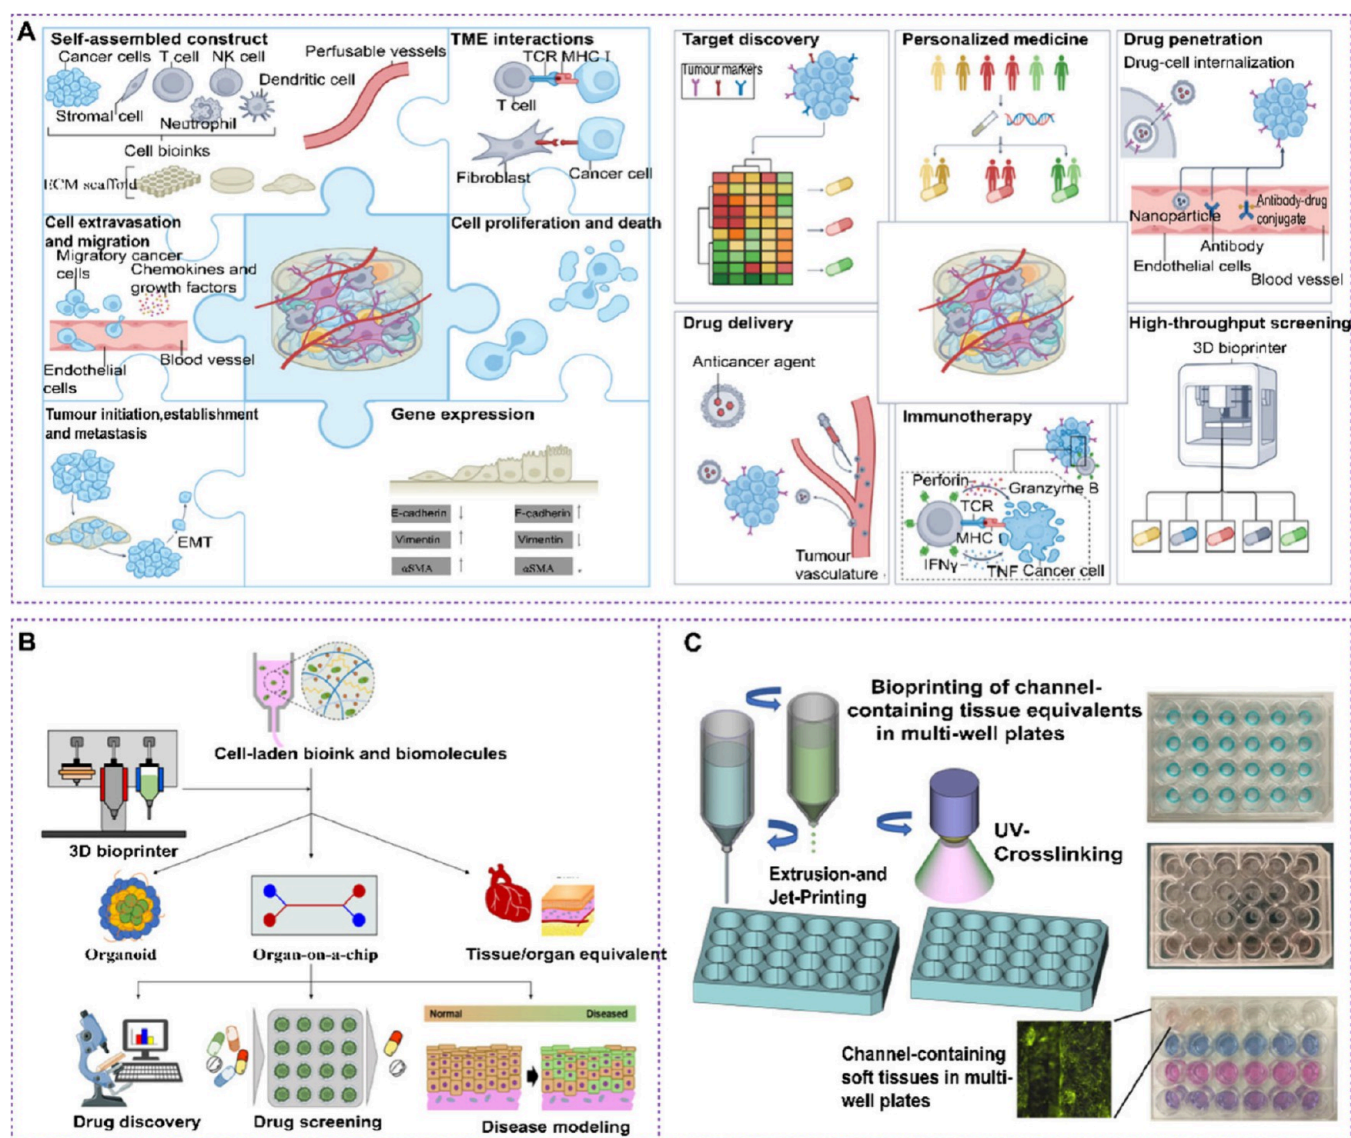 A
Self-assembled construct
Cancer cells
T cell
NK cell
Dendritic cell
Stromal cell
Neutrophil
Cell bioinks
ECM scaffold
Perfusable vessels
TME interactions
TCR MHC I
T cell
Fibroblast
Cancer cell
Cell extravasation
and migration
Migratory cancer
cells
Chemokines and
growth factors
Blood vessel
Endothelial
cells
Cell proliferation and death
Tumour initiation,establishment
and metastasis
EMT
Gene expression
E-cadherin ↓
F-cadherin ↑
Vimentin ↑
Vimentin ↓
αSMA ↑
αSMA
Target discovery
Tumour markers
Personalized medicine
Drug penetration
Drug-cell internalization
Nanoparticle
Antibody-drug
conjugate
Antibody
Endothelial cells
Blood vessel
Drug delivery
Anticancer agent
Tumour
vasculature
Immunotherapy
Perforin
Granzyme B
TCR
MHC I
IFNγ
TNF
Cancer cell
High-throughput screening
3D bioprinter
B
Cell-laden bioink and biomolecules
3D bioprinter
Organoid
Organ-on-a-chip
Tissue/organ equivalent
Normal
Diseased
Drug discovery
Drug screening
Disease modeling
C
Bioprinting of channel-
containing tissue equivalents
in multi-well plates
UV-
Crosslinking
Extrusion-and
Jet-Printing
Channel-containing
soft tissues in multi-
well plates